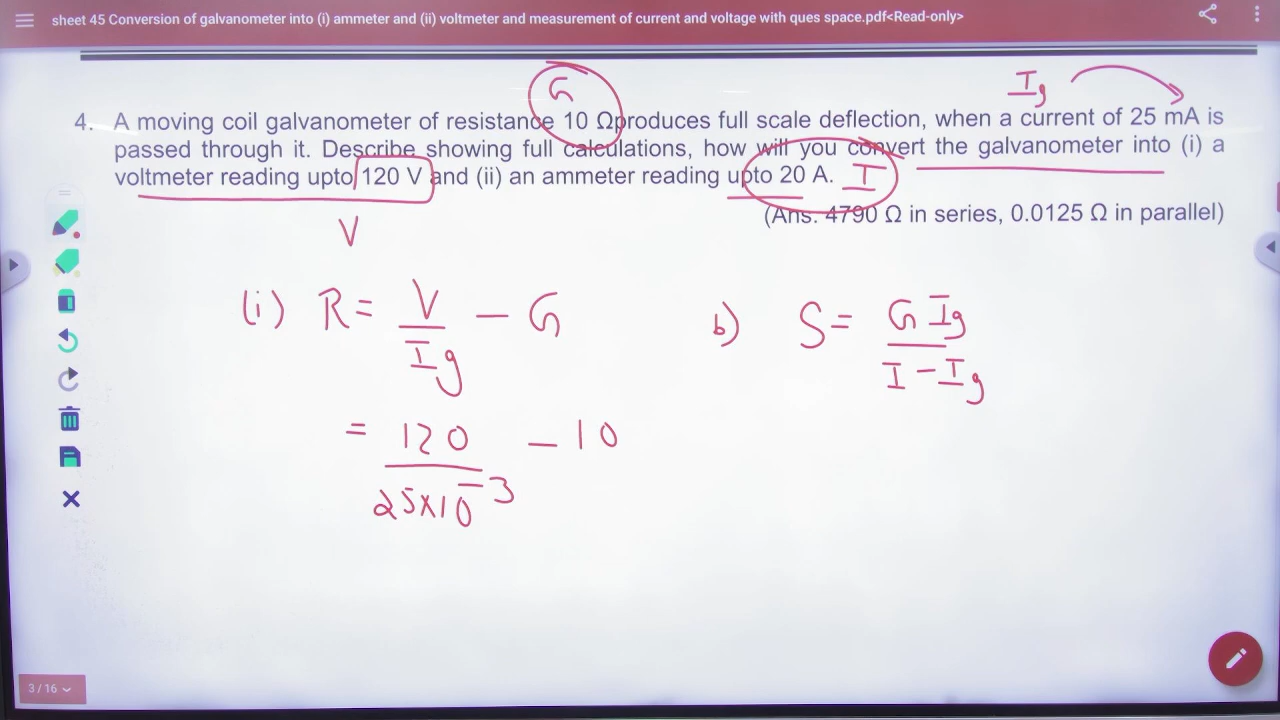 sheet 45 Conversion of galvanometer into (i) ammeter and (ii) voltmeter and measurement of current and voltage with ques space.pdf<Read-only>
G
Ig
4. A moving coil galvanometer of resistance 10 Ωproduces full scale deflection, when a current of 25 mA is
passed through it. Describe showing full calculations, how will you convert the galvanometer into (i) a
voltmeter reading upto 120 V and (ii) an ammeter reading upto 20 A. I
(Ans. 4790 Ω in series, 0.0125 Ω in parallel)
V
(i) R = V/Ig - G
b) S = G Ig/I - Ig
= 120/25×10^-3 - 10
3 / 16